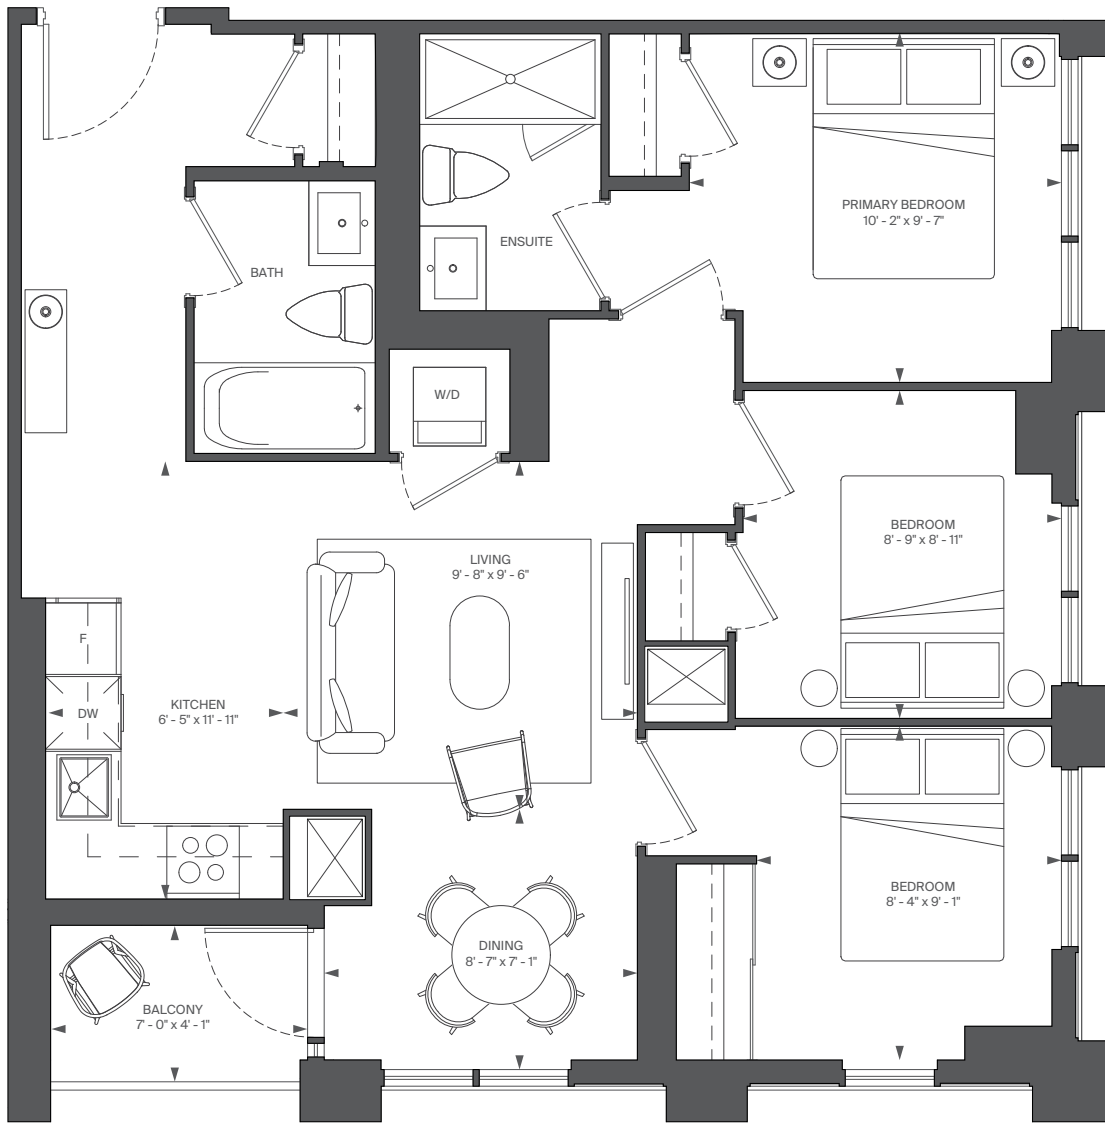 PRIMARY BEDROOM
10' - 2" x 9' - 7"
ENSUITE
BATH
W/D
BEDROOM
8' - 9" x 8' - 11"
LIVING
9' - 8" x 9' - 6"
F
DW
KITCHEN
6' - 5" x 11' - 11"
BEDROOM
8' - 4" x 9' - 1"
DINING
8' - 7" x 7' - 1"
BALCONY
7' - 0" x 4' - 1"